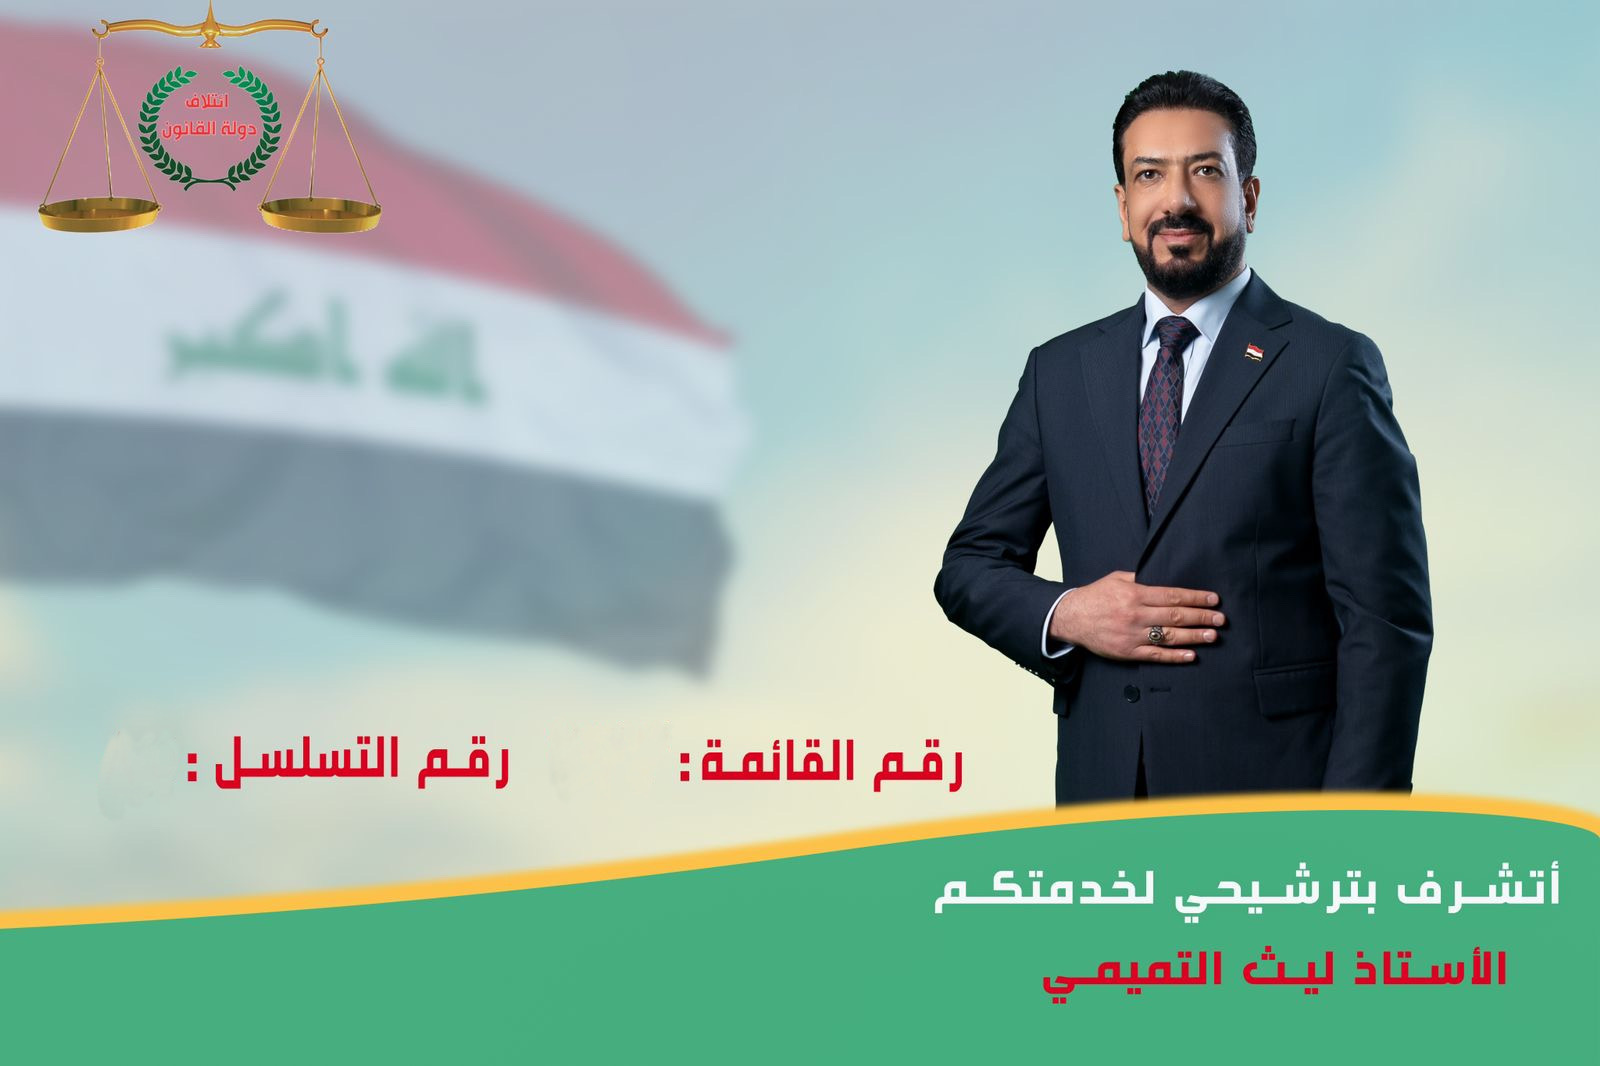 ائتلاف
دولة القانون
الله اكبر
رقم القائمة :
رقم التسلسل :
أتشرف بترشيحي لخدمتكم
الأستاذ ليث التميمي